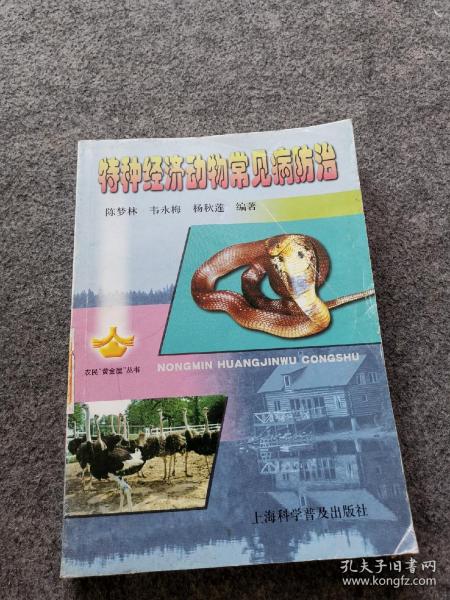 特种经济动物常见病防治
陈梦林 韦永梅 杨秋莲 编著
农民“黄金屋”丛书
NONGMIN HUANGJINWU CONGSHU
上海科学普及出版社
孔夫子旧书网
www.kongfz.com